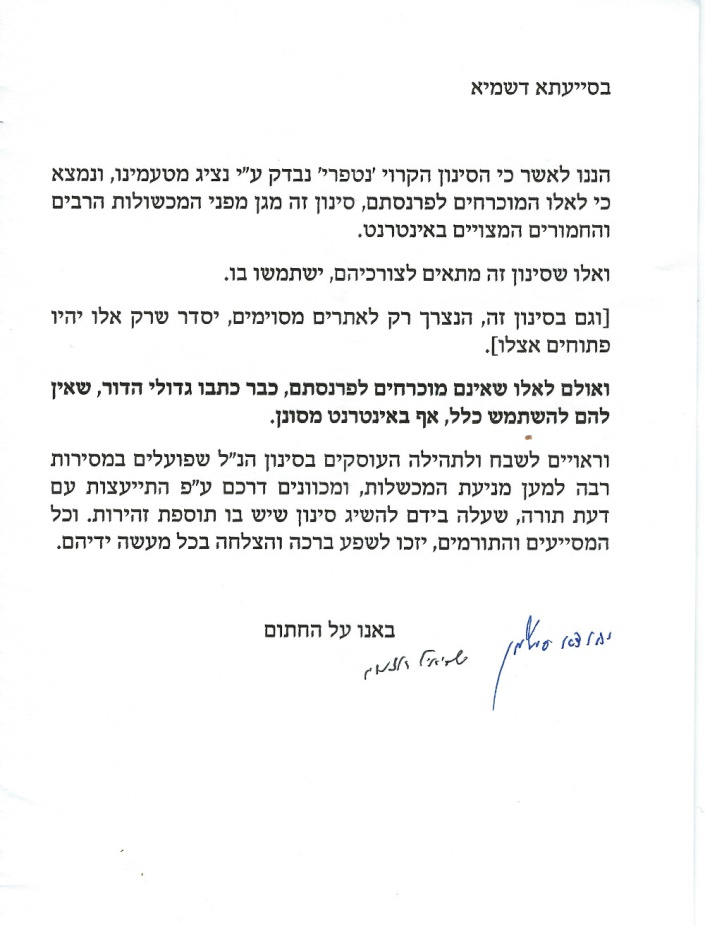 בסייעתא דשמיא
הננו לאשר כי הסינון הקרוי 'נטפרי' נבדק ע"י נציג מטעמינו, ונמצא
כי לאלו המוכרחים לפרנסתם, סינון זה מגן מפני המכשולות הרבים
והחמורים המצויים באינטרנט.
ואלו שסינון זה מתאים לצורכיהם, ישתמשו בו.
[וגם בסינון זה, הנצרך רק לאתרים מסוימים, יסדר שרק אלו יהיו
פתוחים אצלו].
ואולם לאלו שאינם מוכרחים לפרנסתם, כבר כתבו גדולי הדור, שאין
להם להשתמש כלל, אף באינטרנט מסונן.
וראויים לשבח ולתהילה העוסקים בסינון הנ"ל שפועלים במסירות
רבה למען מניעת המכשלות, ומכוונים דרכם ע"פ התייעצות עם
דעת תורה, שעלה בידם להשיג סינון שיש בו תוספת זהירות. וכל
המסייעים והתורמים, יזכו לשפע ברכה והצלחה בכל מעשה ידיהם.
באנו על החתום